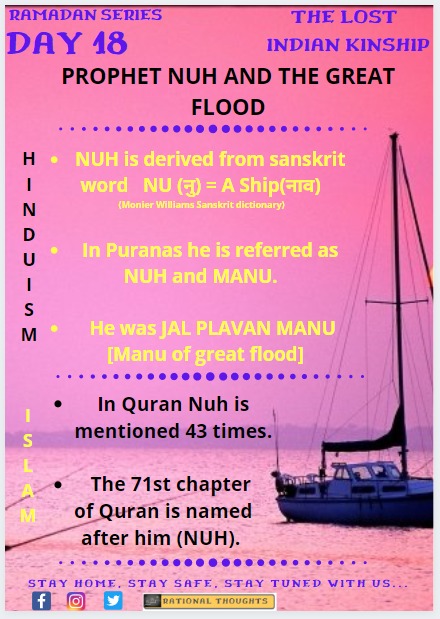 RAMADAN SERIES
DAY 18
THE LOST
INDIAN KINSHIP
PROPHET NUH AND THE GREAT
FLOOD
HINDUISM
• NUH is derived from sanskrit
word NU (नु) = A Ship(नाव)
(Monier Williams Sanskrit dictionary)
• In Puranas he is referred as
NUH and MANU.
• He was JAL PLAVAN MANU
[Manu of great flood]
ISLAM
• In Quran Nuh is
mentioned 43 times.
• The 71st chapter
of Quran is named
after him (NUH).
STAY HOME, STAY SAFE, STAY TUNED WITH US...
RATIONAL THOUGHTS